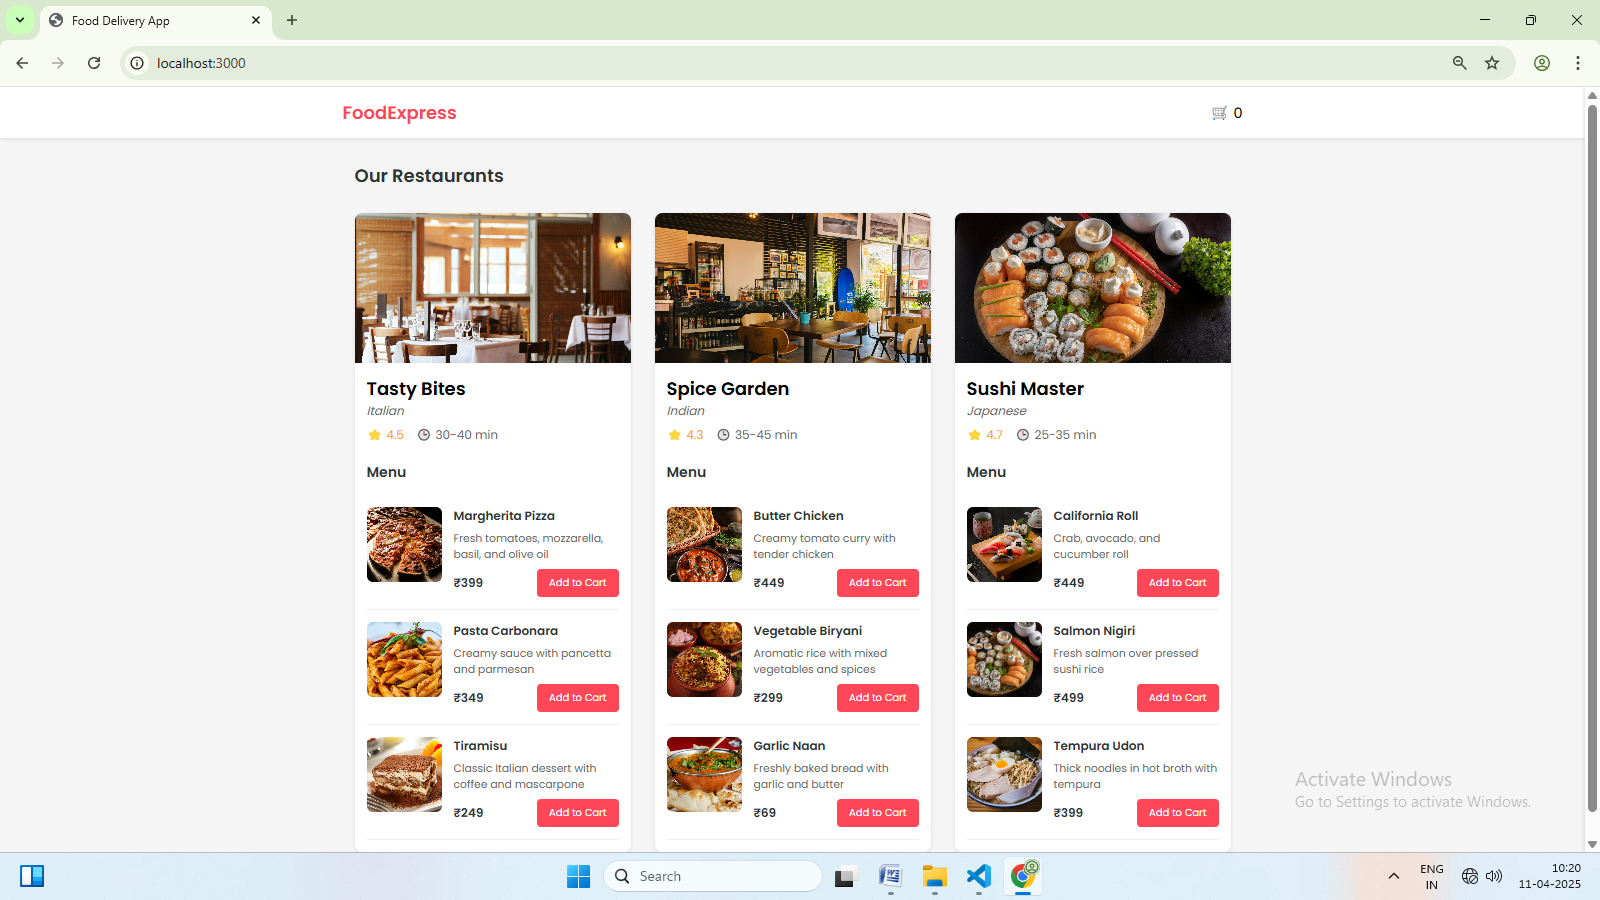 Food Delivery App
localhost:3000
FoodExpress
0
Our Restaurants
Tasty Bites
Italian
4.5 30-40 min
Menu
Margherita Pizza
Fresh tomatoes, mozzarella,
basil, and olive oil
₹399 Add to Cart
Pasta Carbonara
Creamy sauce with pancetta
and parmesan
₹349 Add to Cart
Tiramisu
Classic Italian dessert with
coffee and mascarpone
₹249 Add to Cart
Spice Garden
Indian
4.3 35-45 min
Menu
Butter Chicken
Creamy tomato curry with
tender chicken
₹449 Add to Cart
Vegetable Biryani
Aromatic rice with mixed
vegetables and spices
₹299 Add to Cart
Garlic Naan
Freshly baked bread with
garlic and butter
₹69 Add to Cart
Sushi Master
Japanese
4.7 25-35 min
Menu
California Roll
Crab, avocado, and
cucumber roll
₹449 Add to Cart
Salmon Nigiri
Fresh salmon over pressed
sushi rice
₹499 Add to Cart
Tempura Udon
Thick noodles in hot broth with
tempura
₹399 Add to Cart
Activate Windows
Go to Settings to activate Windows.
Search
ENG
IN
10:20
11-04-2025